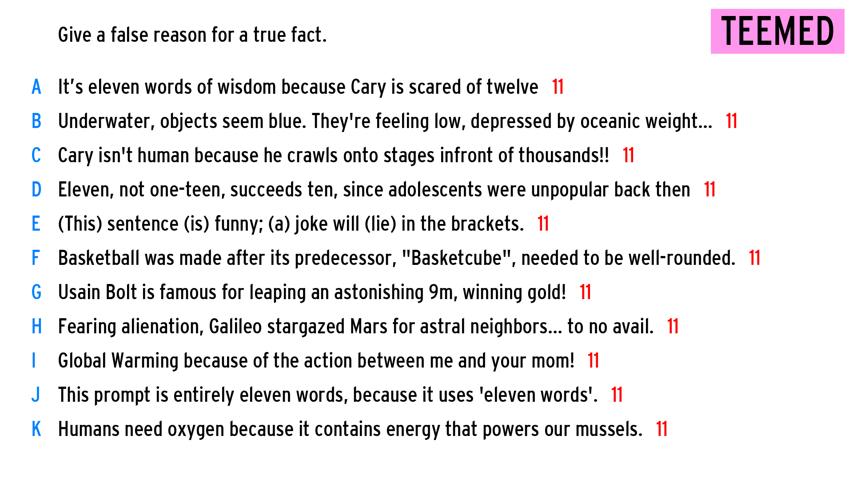 Give a false reason for a true fact.
TEEMED
A It's eleven words of wisdom because Cary is scared of twelve 11
B Underwater, objects seem blue. They're feeling low, depressed by oceanic weight... 11
C Cary isn't human because he crawls onto stages infront of thousands!! 11
D Eleven, not one-teen, succeeds ten, since adolescents were unpopular back then 11
E (This) sentence (is) funny; (a) joke will (lie) in the brackets. 11
F Basketball was made after its predecessor, "Basketcube", needed to be well-rounded. 11
G Usain Bolt is famous for leaping an astonishing 9m, winning gold! 11
H Fearing alienation, Galileo stargazed Mars for astral neighbors... to no avail. 11
I Global Warming because of the action between me and your mom! 11
J This prompt is entirely eleven words, because it uses 'eleven words'. 11
K Humans need oxygen because it contains energy that powers our mussels. 11